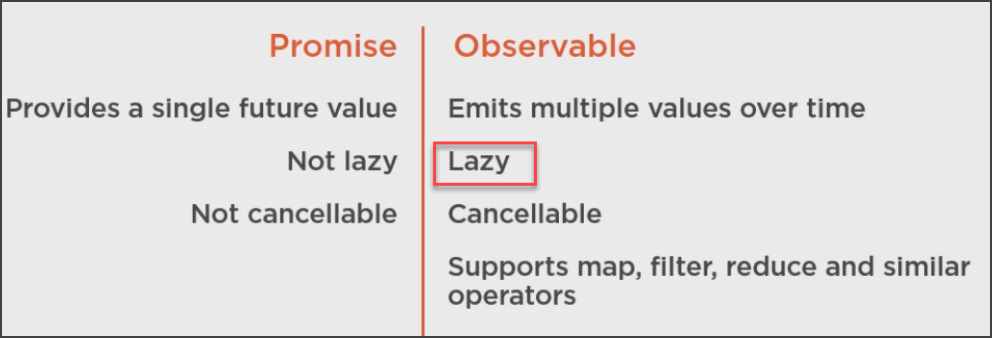 Promise
Observable
Provides a single future value
Emits multiple values over time
Not lazy
Lazy
Not cancellable
Cancellable
Supports map, filter, reduce and similar
operators